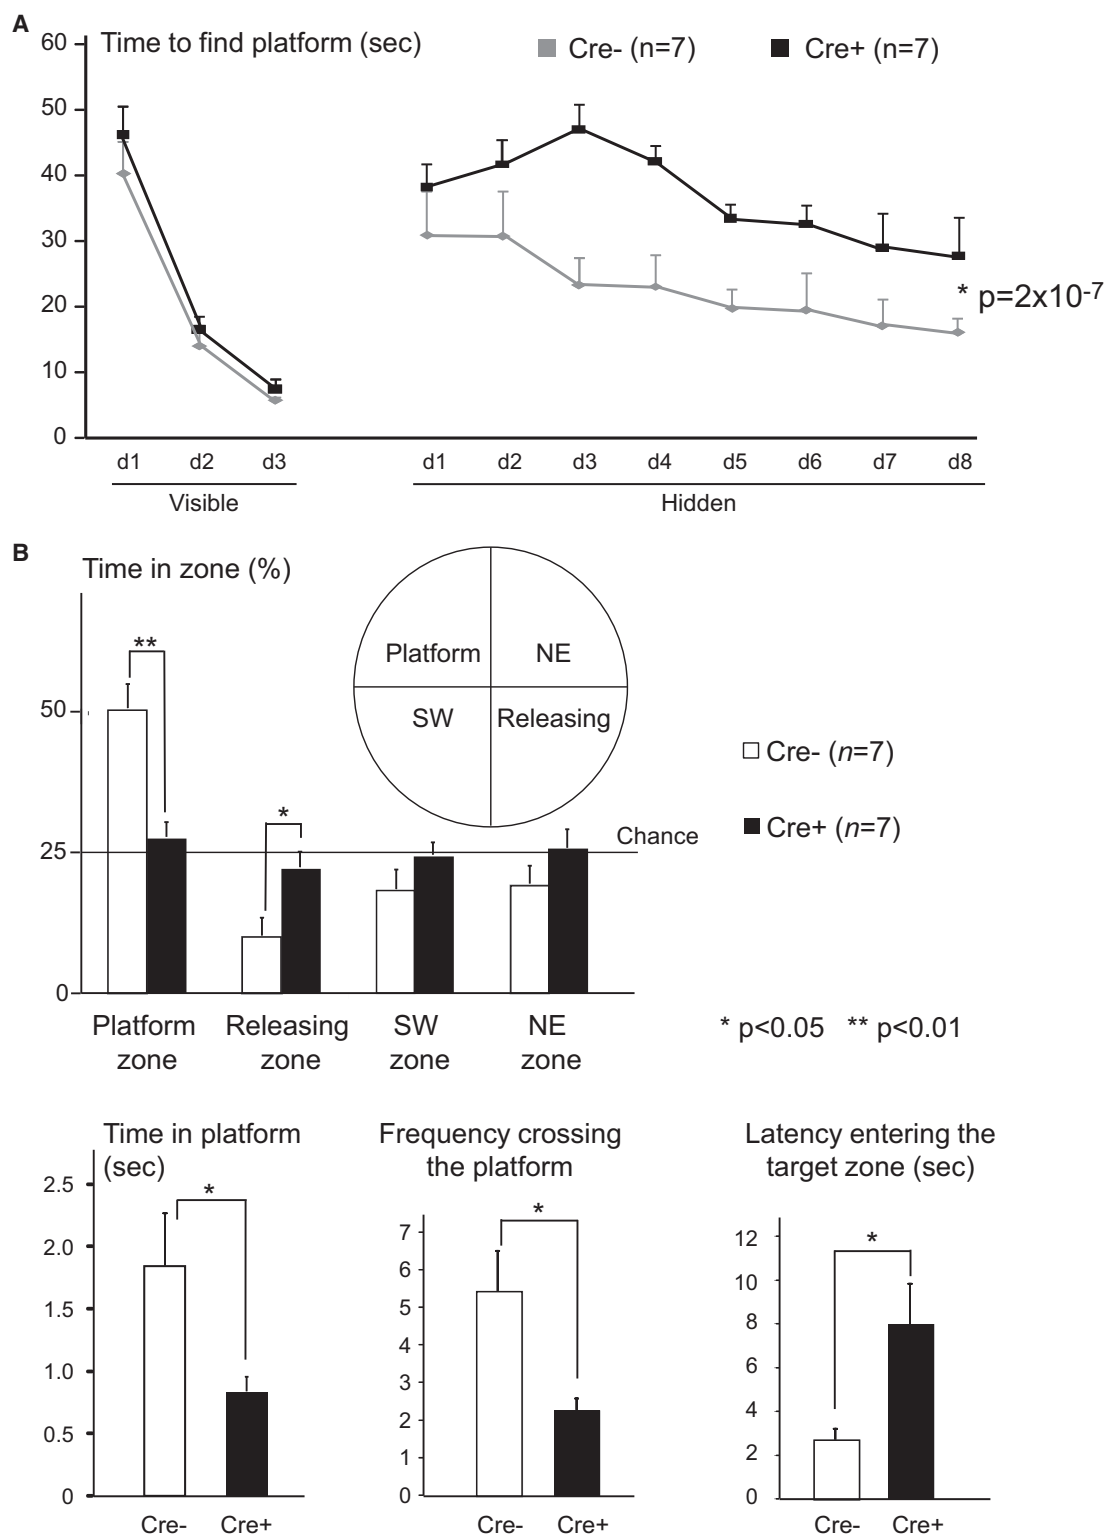 A
Time to find platform (sec)
Cre- (n=7)
Cre+ (n=7)
60
50
40
30
20
10
0
* p=2x10-7
d1 d2 d3 d1 d2 d3 d4 d5 d6 d7 d8
Visible Hidden
B
Time in zone (%)
**
Platform NE
SW Releasing
50
Cre- (n=7)
*
Cre+ (n=7)
Chance
25
0
Platform Releasing SW NE
zone zone zone zone
* p<0.05 ** p<0.01
Time in platform
(sec)
2.5
*
2.0
1.5
1.0
0.5
0
Cre- Cre+
Frequency crossing
the platform
*
7
6
5
4
3
2
1
0
Cre- Cre+
Latency entering the
target zone (sec)
12
*
10
8
6
4
2
0
Cre- Cre+